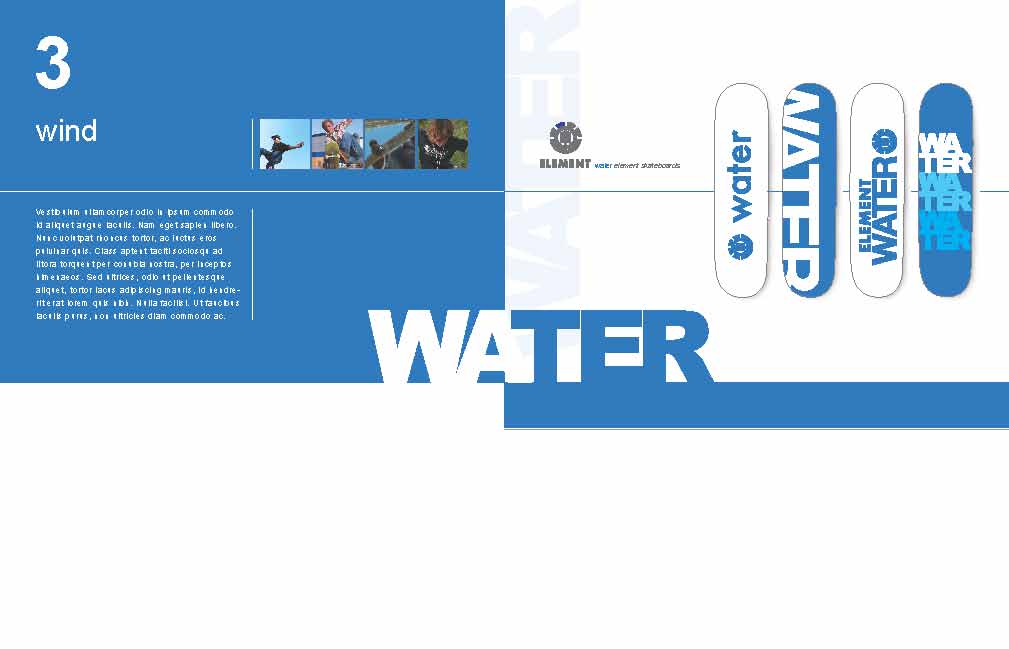 3
wind
Vestibulum ullamcorper odio in ipsum commodo
id aliquet augue iaculis. Nam eget sapien libero.
Nunc volutpat rhoncus tortor, ac luctus eros
pulvinar quis. Class aptent taciti sociosqu ad
litora torquent per conubia nostra, per inceptos
himenaeos. Sed ultrices, odio ut pellentesque
aliquet, tortor lacus adipiscing mauris, id hendre-
rit erat lorem quis nibh. Nulla facilisi. Ut faucibus
iaculis purus, non ultricies diam commodo ac.
WATER
WATER
ELEMENT water element skateboards
water
WATER
ELEMENT
WATER
WA
TER
WA
TER
WA
TER